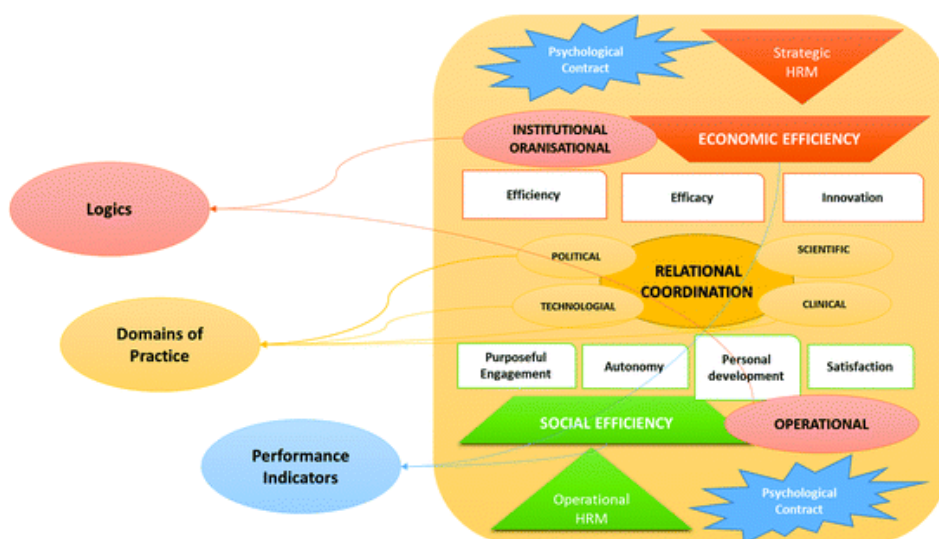 Psychological
Contract
Strategic
HRM
INSTITUTIONAL
ORANISATIONAL
ECONOMIC EFFICIENCY
Efficiency
Efficacy
Innovation
Logics
POLITICAL
SCIENTIFIC
RELATIONAL
COORDINATION
TECHNOLOGIAL
CLINICAL
Domains of
Practice
Purposeful
Engagement
Autonomy
Personal
development
Satisfaction
SOCIAL EFFICIENCY
OPERATIONAL
Performance
Indicators
Operational
HRM
Psychological
Contract